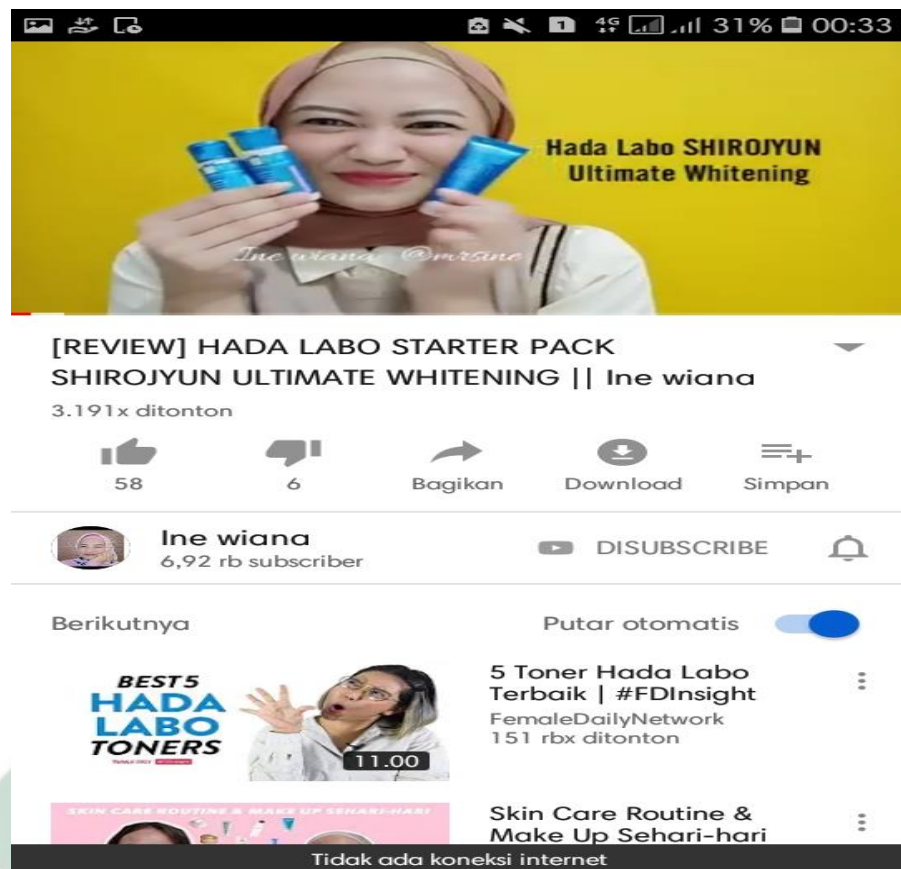 31% 00:33
Hada Labo SHIROJYUN
Ultimate Whitening
Ine wiana @mrsine
[REVIEW] HADA LABO STARTER PACK
SHIROJYUN ULTIMATE WHITENING || Ine wiana
3.191x ditonton
58 6 Bagikan Download Simpan
Ine wiana
6,92 rb subscriber
DISUBSCRIBE
Berikutnya Putar otomatis
BEST 5
HADA
LABO
TONERS
11.00
5 Toner Hada Labo
Terbaik | #FDInsight
FemaleDailyNetwork
151 rbx ditonton
SKIN CARE ROUTINE & MAKE UP SEHARI-HARI
Skin Care Routine &
Make Up Sehari-hari
Tidak ada koneksi internet